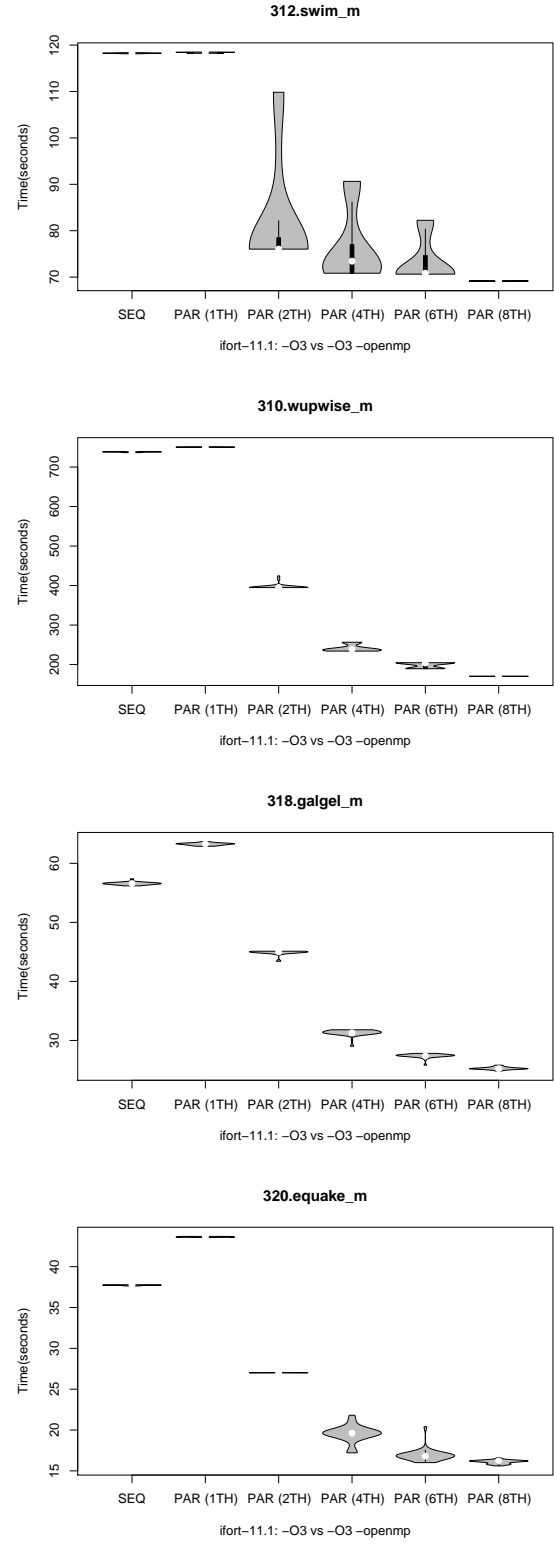 312.swim_m
Time(seconds)
120
110
100
90
80
70
SEQ PAR (1TH) PAR (2TH) PAR (4TH) PAR (6TH) PAR (8TH)
ifort−11.1: −O3 vs −O3 −openmp
310.wupwise_m
Time(seconds)
700
600
500
400
300
200
SEQ PAR (1TH) PAR (2TH) PAR (4TH) PAR (6TH) PAR (8TH)
ifort−11.1: −O3 vs −O3 −openmp
318.galgel_m
Time(seconds)
60
50
40
30
SEQ PAR (1TH) PAR (2TH) PAR (4TH) PAR (6TH) PAR (8TH)
ifort−11.1: −O3 vs −O3 −openmp
320.equake_m
Time(seconds)
40
35
30
25
20
15
SEQ PAR (1TH) PAR (2TH) PAR (4TH) PAR (6TH) PAR (8TH)
ifort−11.1: −O3 vs −O3 −openmp